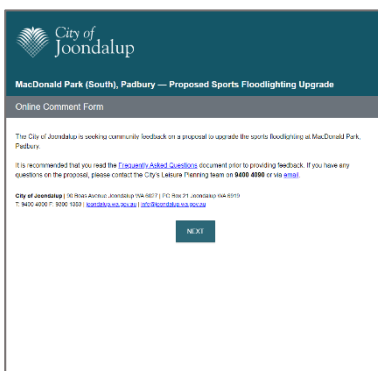 City of
Joondalup
MacDonald Park (South), Padbury — Proposed Sports Floodlighting Upgrade
Online Comment Form
The City of Joondalup is seeking community feedback on a proposal to upgrade the sports floodlighting at MacDonald Park,
Padbury.
It is recommended that you read the Frequently Asked Questions document prior to providing feedback. If you have any
questions on the proposal, please contact the City's Leisure Planning team on 9400 4090 or via email.
City of Joondalup | 90 Boas Avenue Joondalup WA 6027 | PO Box 21 Joondalup WA 6919
T: 9400 4000 F: 9300 1383 | joondalup.wa.gov.au | info@joondalup.wa.gov.au
NEXT